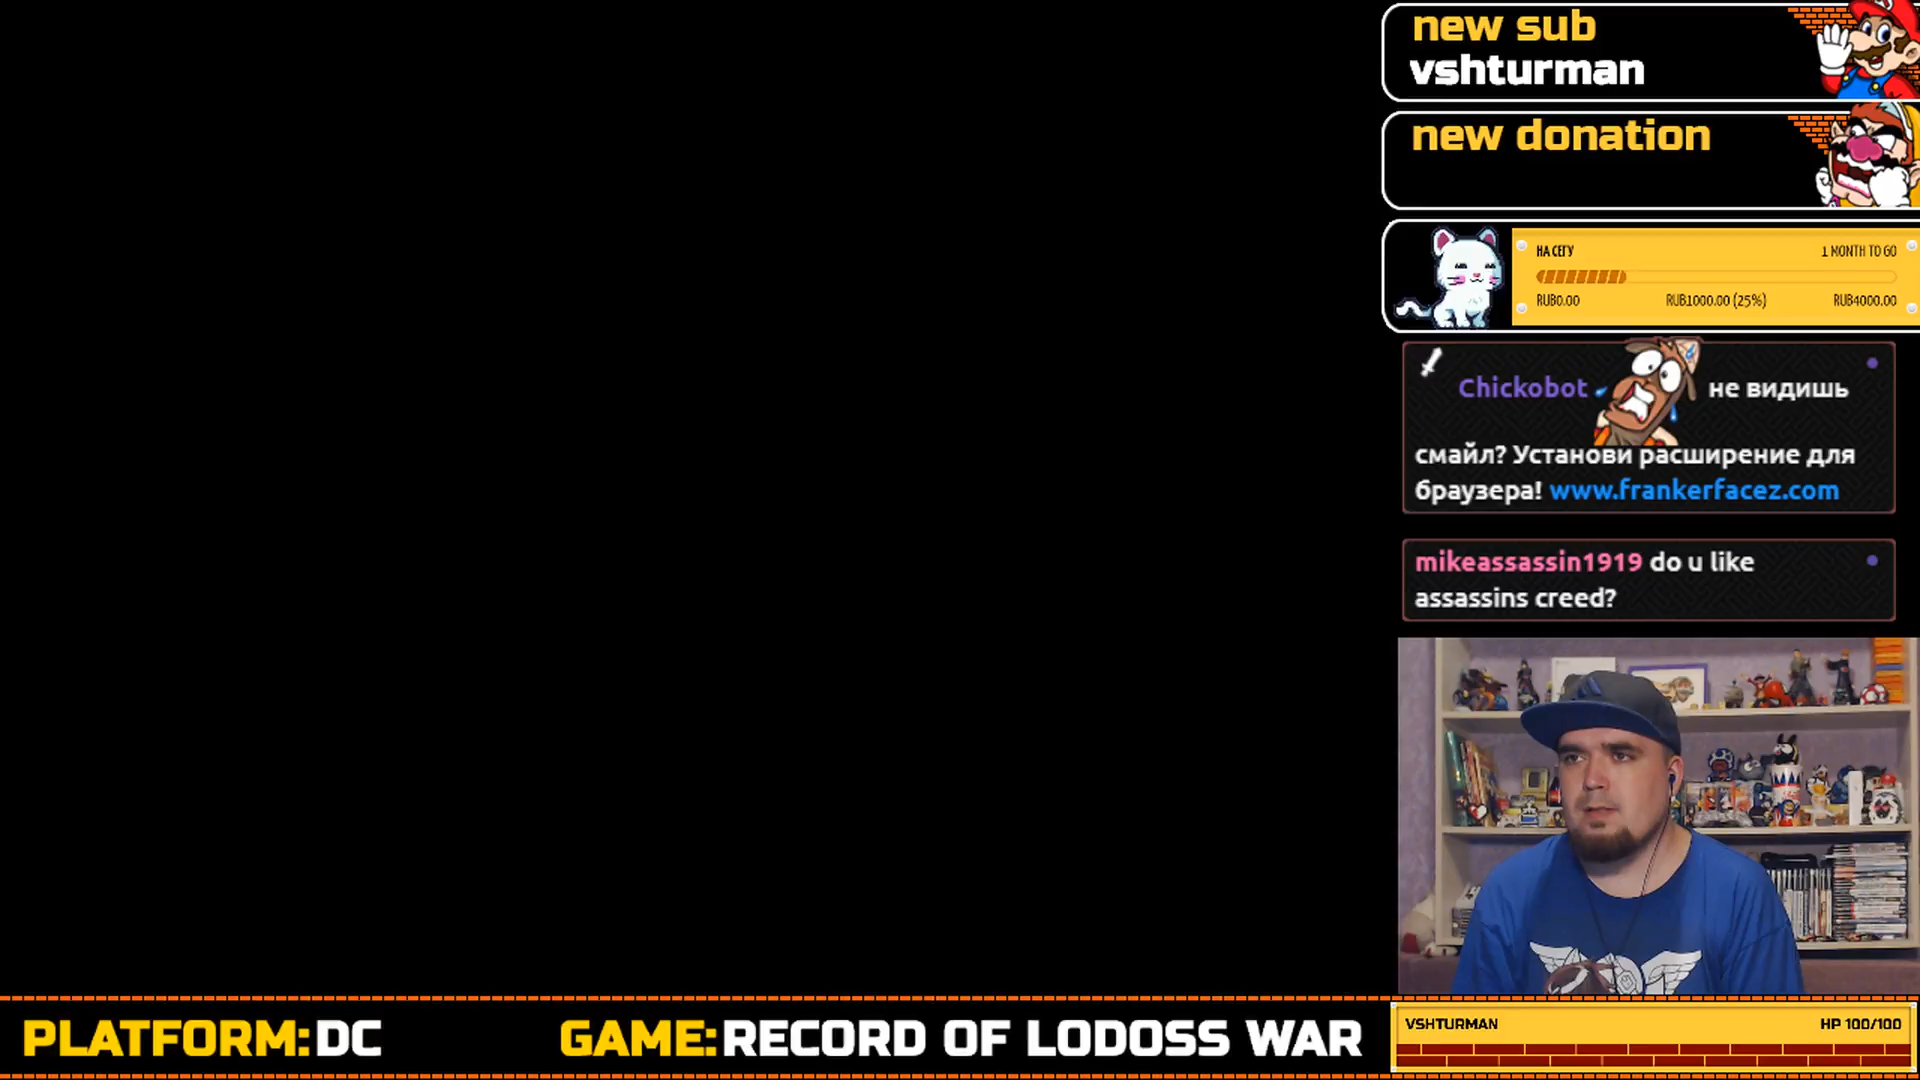 new sub
vshturman
new donation
НА СЕГУ
1 MONTH TO GO
RUB0.00
RUB1000.00 (25%)
RUB4000.00
Chickobot не видишь
смайл? Установи расширение для
браузера! www.frankerfacez.com
mikeassassin1919 do u like
assassins creed?
PLATFORM:DC
GAME:RECORD OF LODOSS WAR
VSHTURMAN
HP 100/100